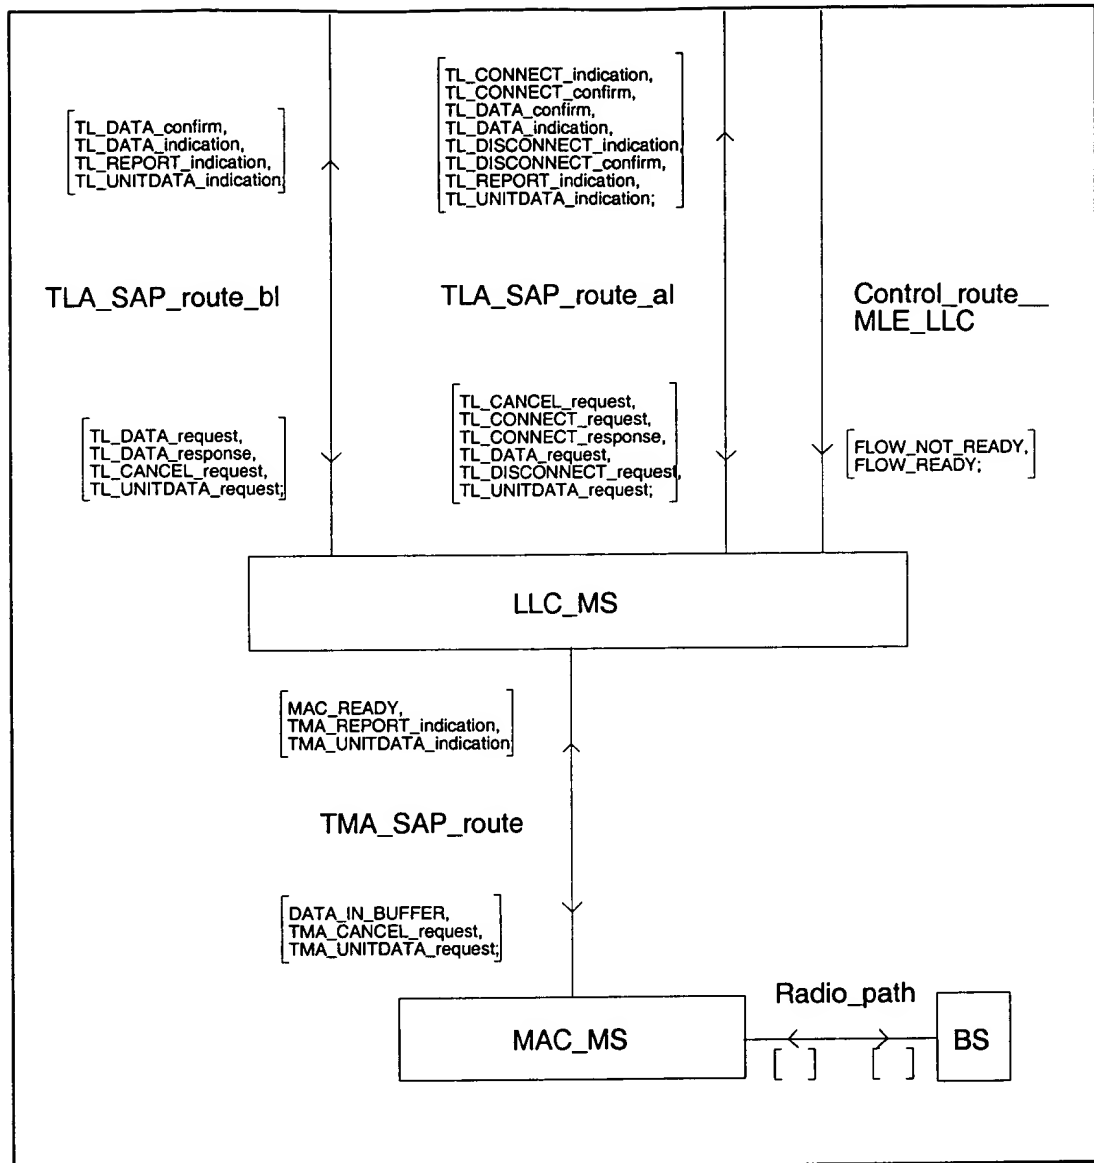 TL_CONNECT_indication,
TL_CONNECT_confirm,
TL_DATA_confirm,
TL_DATA_indication,
TL_DISCONNECT_indication,
TL_DISCONNECT_confirm,
TL_REPORT_indication,
TL_UNITDATA_indication;
TL_DATA_confirm,
TL_DATA_indication,
TL_REPORT_indication,
TL_UNITDATA_indication
TLA_SAP_route_bl
TLA_SAP_route_al
Control_route__
MLE_LLC
TL_DATA_request,
TL_DATA_response,
TL_CANCEL_request,
TL_UNITDATA_request;
TL_CANCEL_request,
TL_CONNECT_request,
TL_CONNECT_response,
TL_DATA_request,
TL_DISCONNECT_request,
TL_UNITDATA_request;
FLOW_NOT_READY,
FLOW_READY;
LLC_MS
MAC_READY,
TMA_REPORT_indication,
TMA_UNITDATA_indication
TMA_SAP_route
DATA_IN_BUFFER,
TMA_CANCEL_request,
TMA_UNITDATA_request;
Radio_path
MAC_MS
BS